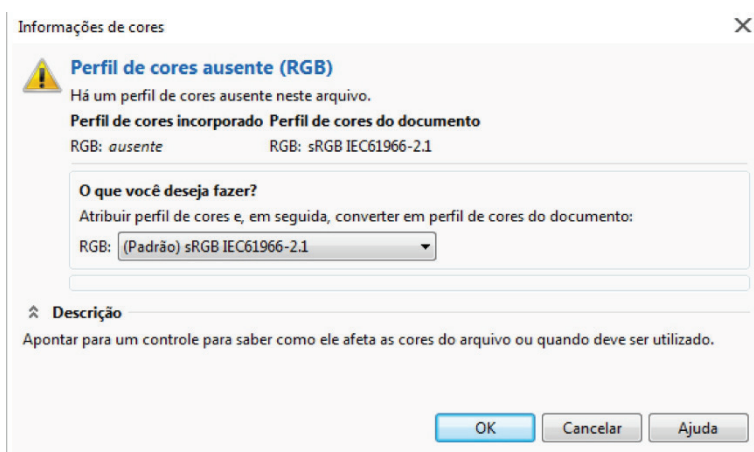 Informações de cores
Perfil de cores ausente (RGB)
Há um perfil de cores ausente neste arquivo.
Perfil de cores incorporado Perfil de cores do documento
RGB: ausente RGB: sRGB IEC61966-2.1
O que você deseja fazer?
Atribuir perfil de cores e, em seguida, converter em perfil de cores do documento:
RGB: (Padrão) sRGB IEC61966-2.1
Descrição
Apontar para um controle para saber como ele afeta as cores do arquivo ou quando deve ser utilizado.
OK Cancelar Ajuda